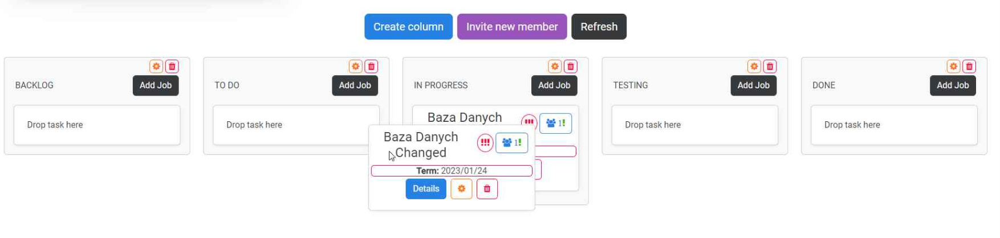 Create column
Invite new member
Refresh
BACKLOG
Add Job
Drop task here
TO DO
Add Job
Drop task here
IN PROGRESS
Add Job
Baza Danych
!!!
1!
Baza Danych
Changed
!!!
1!
Term: 2023/01/24
Details
TESTING
Add Job
Drop task here
DONE
Add Job
Drop task here